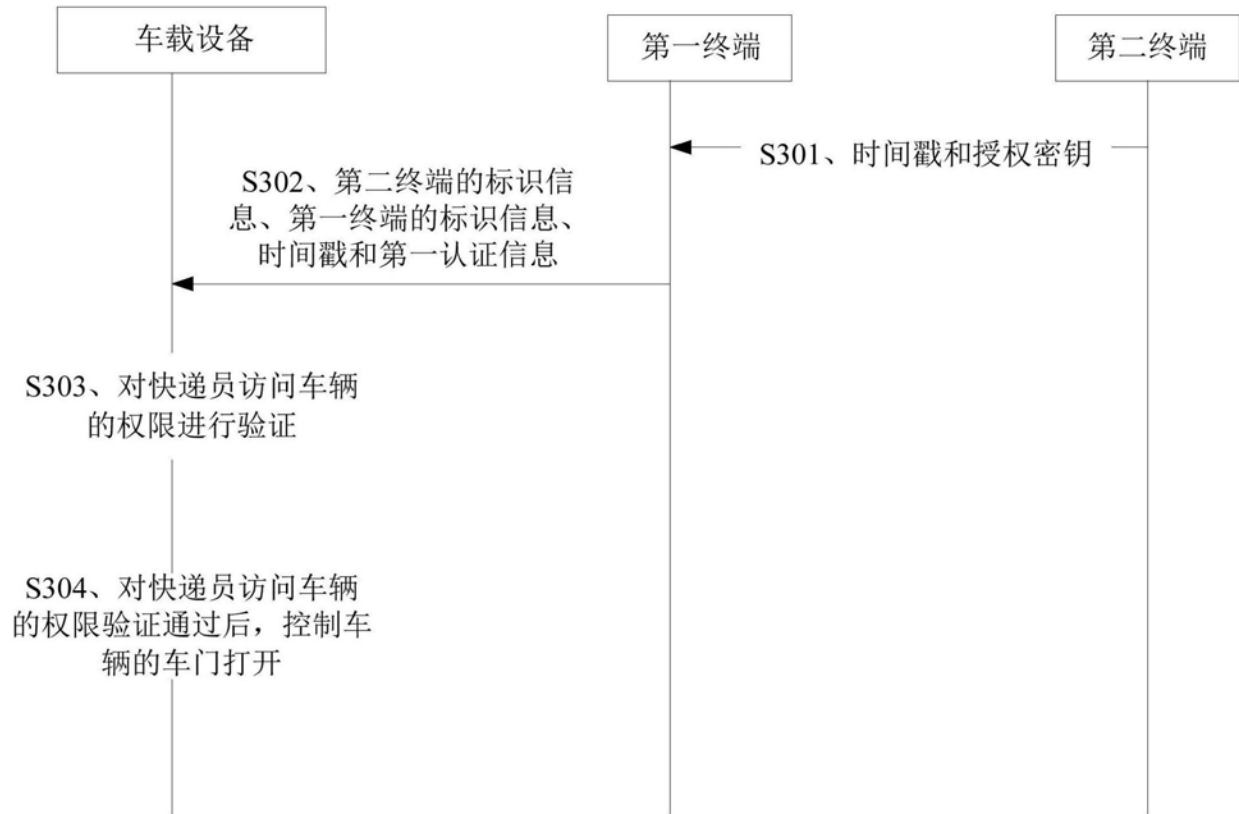 车载设备
第一终端
第二终端
S301、时间戳和授权密钥
S302、第二终端的标识信
息、第一终端的标识信息、
时间戳和第一认证信息
S303、对快递员访问车辆
的权限进行验证
S304、对快递员访问车辆
的权限验证通过后，控制车
辆的车门打开